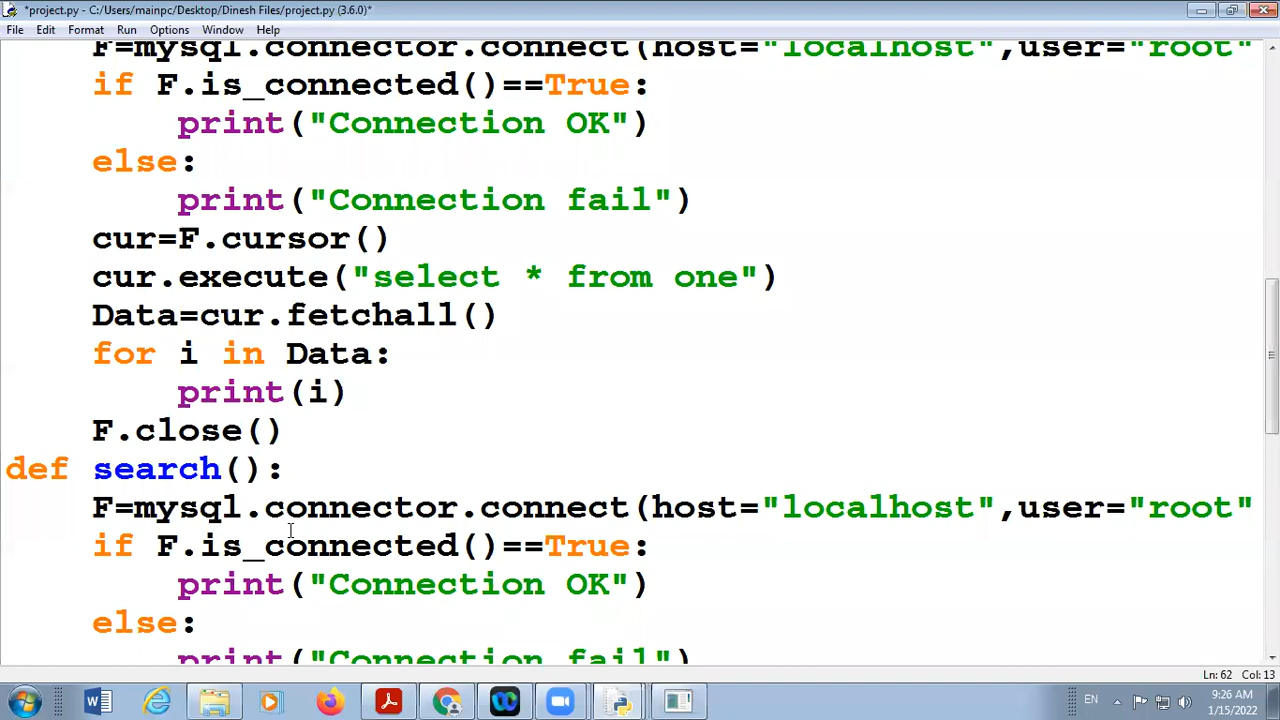 *project.py - C:/Users/mainpc/Desktop/Dinesh Files/project.py (3.6.0)*
File Edit Format Run Options Window Help
F=mysql.connector.connect(host="localhost",user="root"
if F.is_connected()==True:
print("Connection OK")
else:
print("Connection fail")
cur=F.cursor()
cur.execute("select * from one")
Data=cur.fetchall()
for i in Data:
print(i)
F.close()
def search():
F=mysql.connector.connect(host="localhost",user="root"
if F.is_connected()==True:
print("Connection OK")
else:
print("Connection fail")
Ln: 62 Col: 13
EN
9:26 AM
1/15/2022